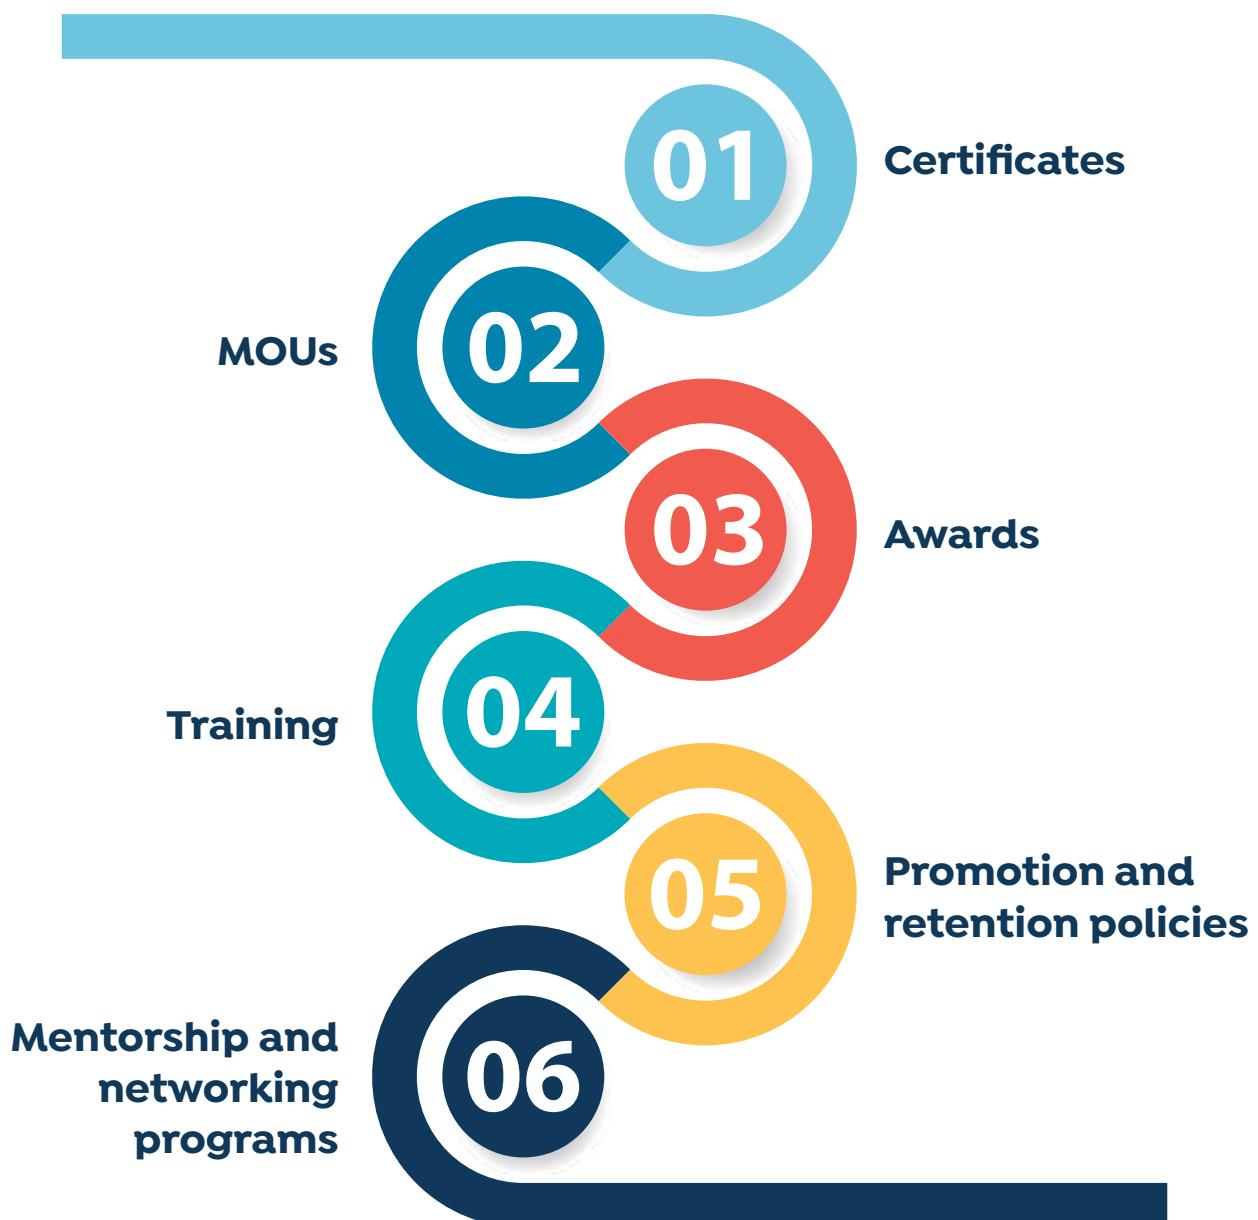 01
Certificates
02
MOUs
03
Awards
04
Training
05
Promotion and
retention policies
06
Mentorship and
networking
programs